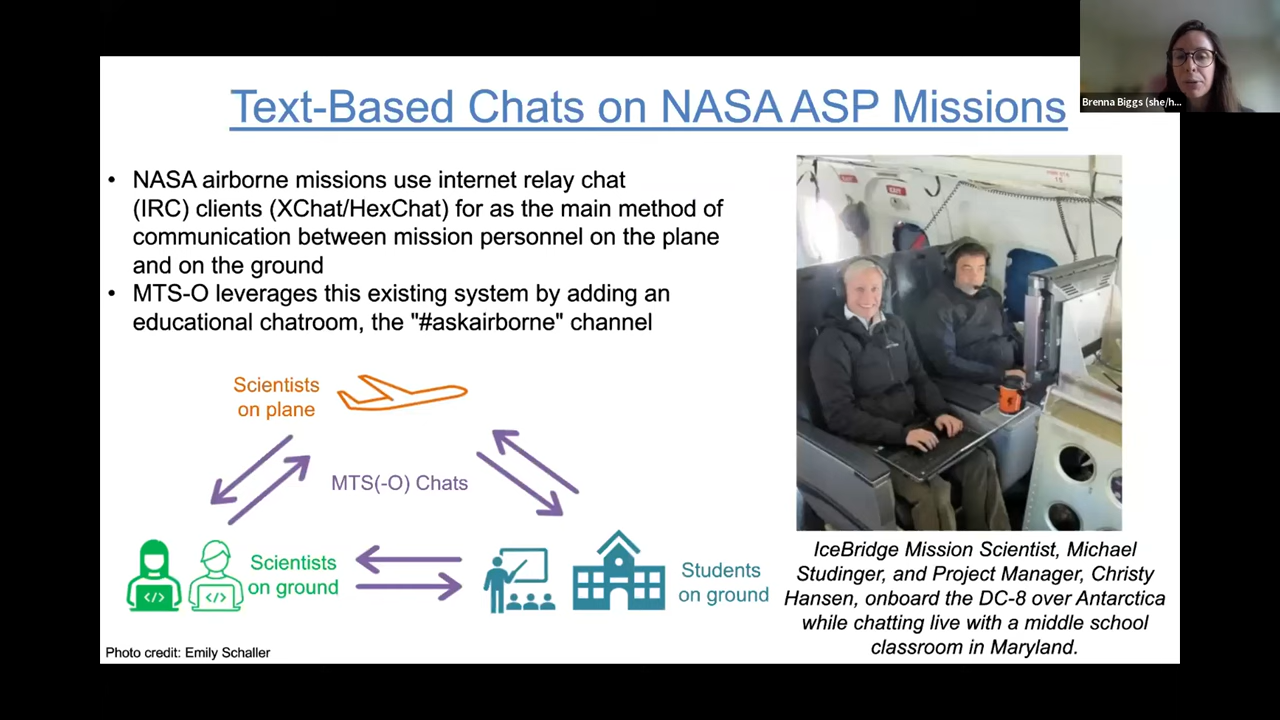 Text-Based Chats on NASA ASP Missions
Brenna Biggs (she/h...
• NASA airborne missions use internet relay chat
(IRC) clients (XChat/HexChat) for as the main method of
communication between mission personnel on the plane
and on the ground
• MTS-O leverages this existing system by adding an
educational chatroom, the "#askairborne" channel
Scientists
on plane
MTS(-O) Chats
Scientists
on ground
Students
on ground
EXIT
EXIT
IceBridge Mission Scientist, Michael
Studinger, and Project Manager, Christy
Hansen, onboard the DC-8 over Antarctica
while chatting live with a middle school
classroom in Maryland.
Photo credit: Emily Schaller